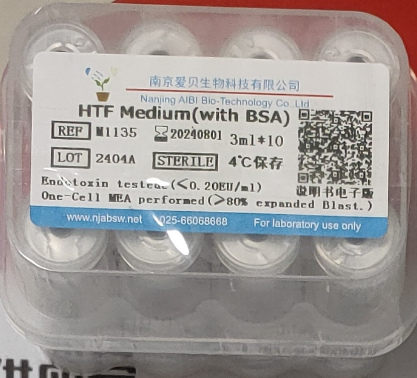 南京爱贝生物科技有限公司
Nanjing AIBI Bio-Technology Co.,Ltd
HTF Medium(with BSA)
REF M1135 20240801 3ml*10
LOT 2404A STERILE 4℃保存
Endotoxin tested(<0.20EU/ml) 说明书电子版
One-Cell MEA performed(>80% expanded Blast.)
www.njabsw.net 025-66068668 For laboratory use only